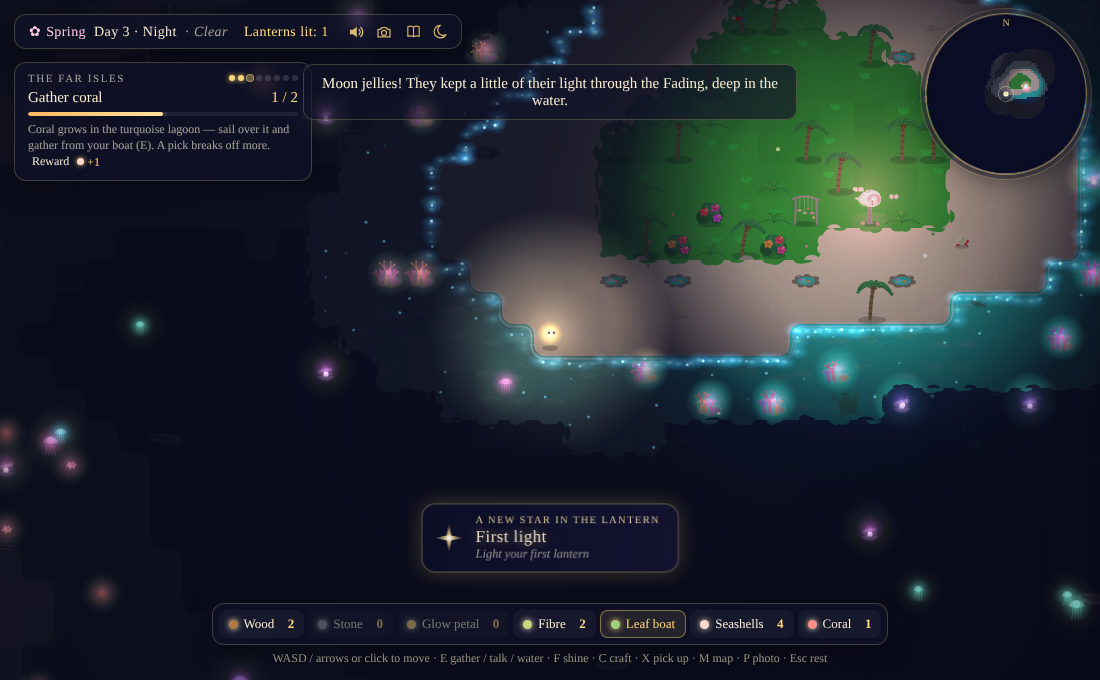 Spring Day 3 · Night · Clear Lanterns lit: 1
N
THE FAR ISLES
Gather coral 1 / 2
Coral grows in the turquoise lagoon — sail over it and
gather from your boat (E). A pick breaks off more.
Reward +1
Moon jellies! They kept a little of their light through the Fading, deep in the
water.
A NEW STAR IN THE LANTERN
First light
Light your first lantern
Wood 2 Stone 0 Glow petal 0 Fibre 2 Leaf boat Seashells 4 Coral 1
WASD / arrows or click to move · E gather / talk / water · F shine · C craft · X pick up · M map · P photo · Esc rest